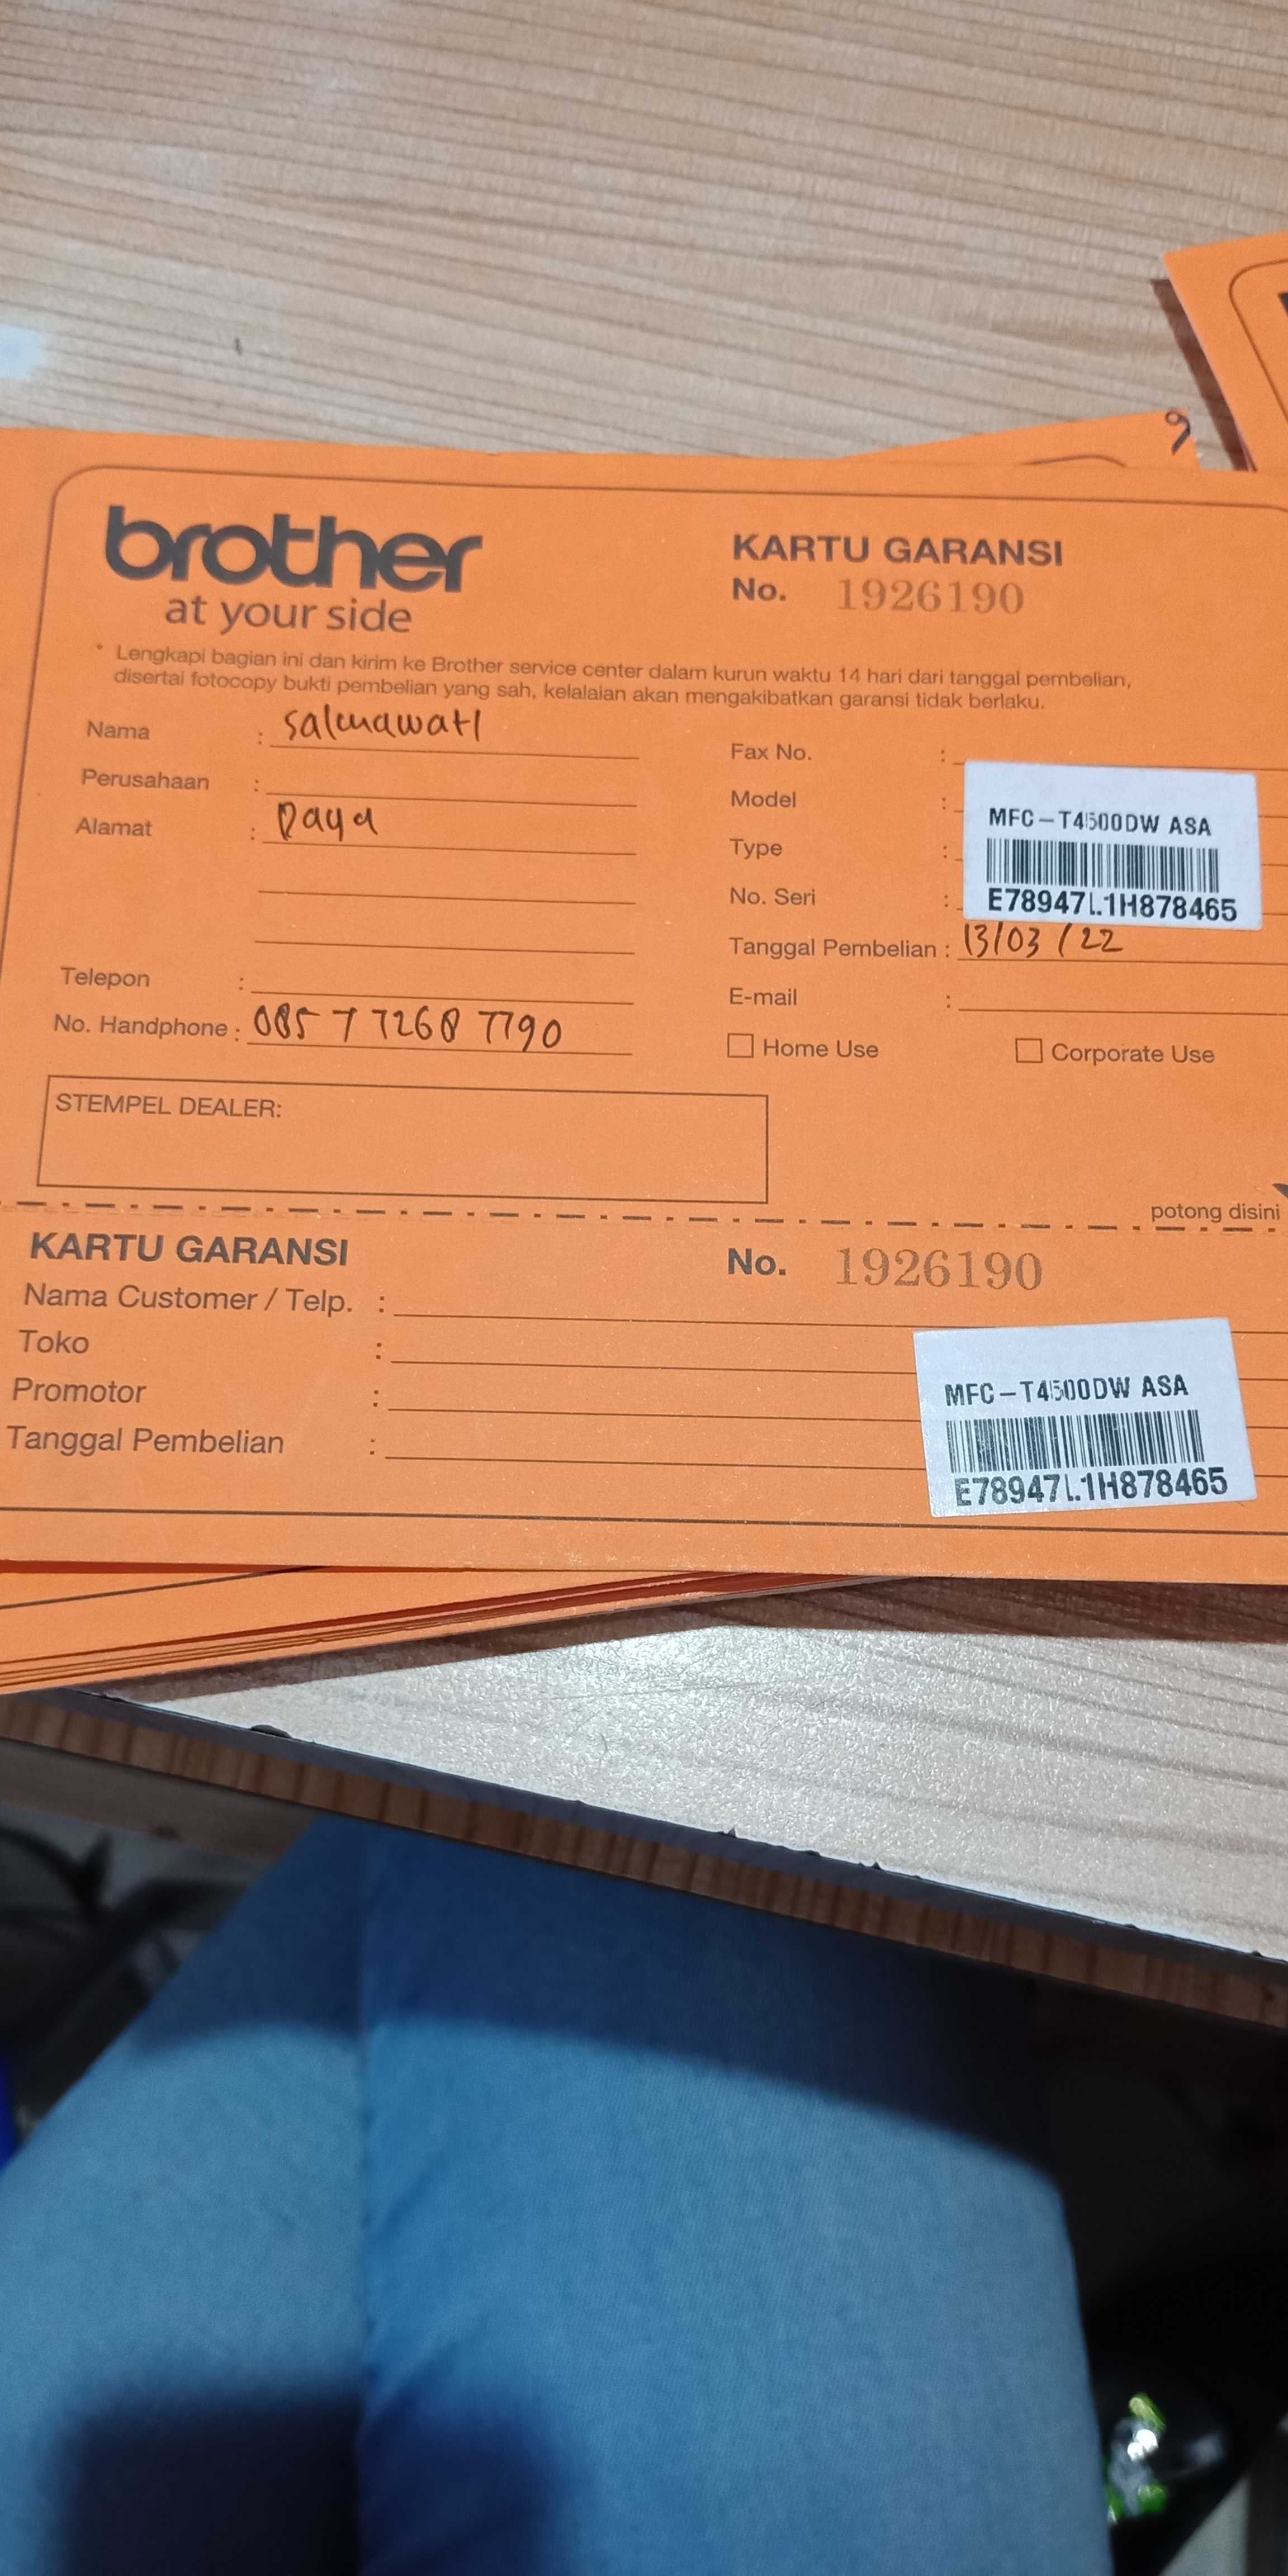 brother
at your side
KARTU GARANSI
No. 1926190
* Lengkapi bagian ini dan kirim ke Brother service center dalam kurun waktu 14 hari dari tanggal pembelian,
disertai fotocopy bukti pembelian yang sah, kelalaian akan mengakibatkan garansi tidak berlaku.
Nama : Salmawati
Perusahaan :
Alamat : Daya
Telepon :
No. Handphone : 085 7 7268 7790
Fax No. :
Model :
Type :
No. Seri :
MFC-T4500DW ASA
E78947L1H878465
Tanggal Pembelian : 13/03/22
E-mail :
Home Use
Corporate Use
STEMPEL DEALER:
potong disini
KARTU GARANSI
No. 1926190
Nama Customer / Telp. :
Toko :
Promotor :
Tanggal Pembelian :
MFC-T4500DW ASA
E78947L1H878465